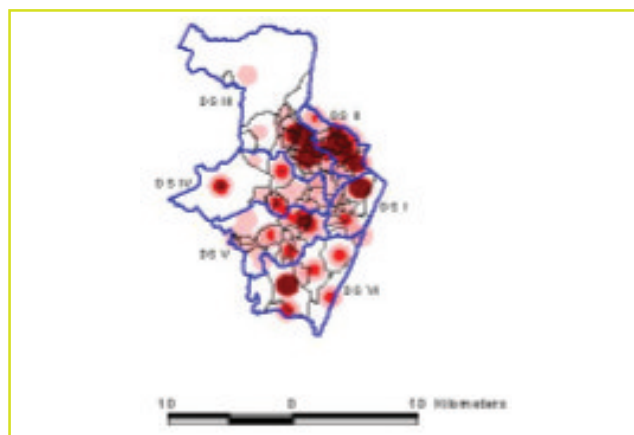 DS III
DS II
DS IV
DS I
DS V
DS VI
10 0 10 Kilometers